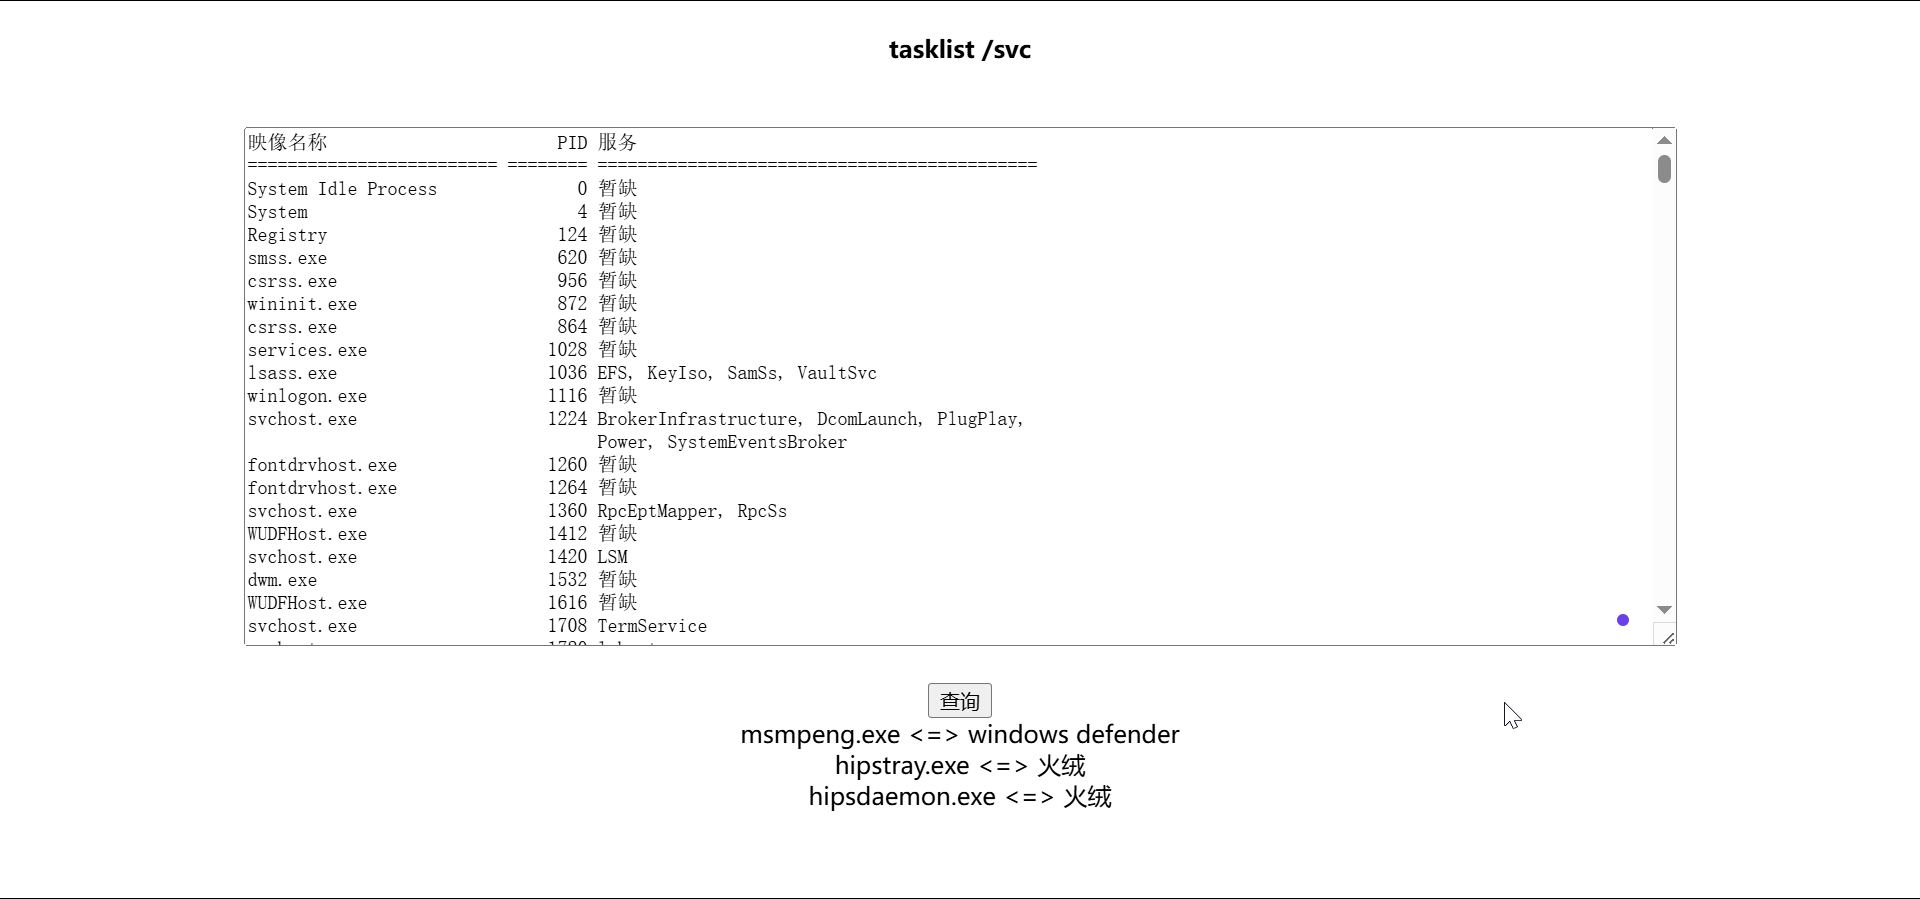 tasklist /svc
映像名称                       PID 服务
========================= ======== ============================================
System Idle Process              0 暂缺
System                           4 暂缺
Registry                       124 暂缺
smss.exe                       620 暂缺
csrss.exe                      956 暂缺
wininit.exe                    872 暂缺
csrss.exe                      864 暂缺
services.exe                  1028 暂缺
lsass.exe                     1036 EFS, KeyIso, SamSs, VaultSvc
winlogon.exe                  1116 暂缺
svchost.exe                   1224 BrokerInfrastructure, DcomLaunch, PlugPlay,
                                   Power, SystemEventsBroker
fontdrvhost.exe               1260 暂缺
fontdrvhost.exe               1264 暂缺
svchost.exe                   1360 RpcEptMapper, RpcSs
WUDFHost.exe                  1412 暂缺
svchost.exe                   1420 LSM
dwm.exe                       1532 暂缺
WUDFHost.exe                  1616 暂缺
svchost.exe                   1708 TermService
查询
msmpeng.exe <=> windows defender
hipstray.exe <=> 火绒
hipsdaemon.exe <=> 火绒